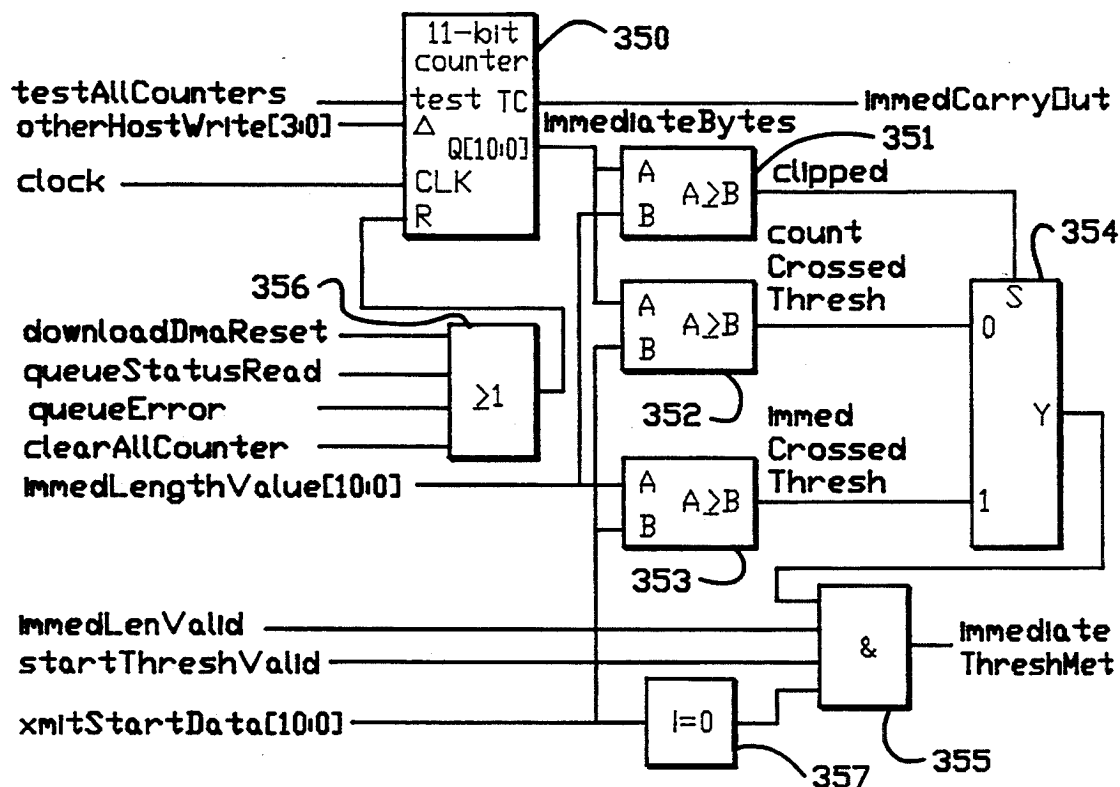 11-bit
counter
350
testAllCounters
test TC
immedCarryOut
otherHostWrite[3:0]
Δ
immediateBytes
Q[10:0]
351
clock
CLK
A
A≥B
clipped
R
B
count
Crossed
Thresh
354
356
S
A
A≥B
0
downloadDmaReset
B
queueStatusRead
≥1
352
queueError
immed
Crossed
Thresh
Y
clearAllCounter
immedLengthValue[10:0]
A
A≥B
1
B
353
immedLenValid
immediate
ThreshMet
startThreshValid
&
xmitStartData[10:0]
!=0
357
355